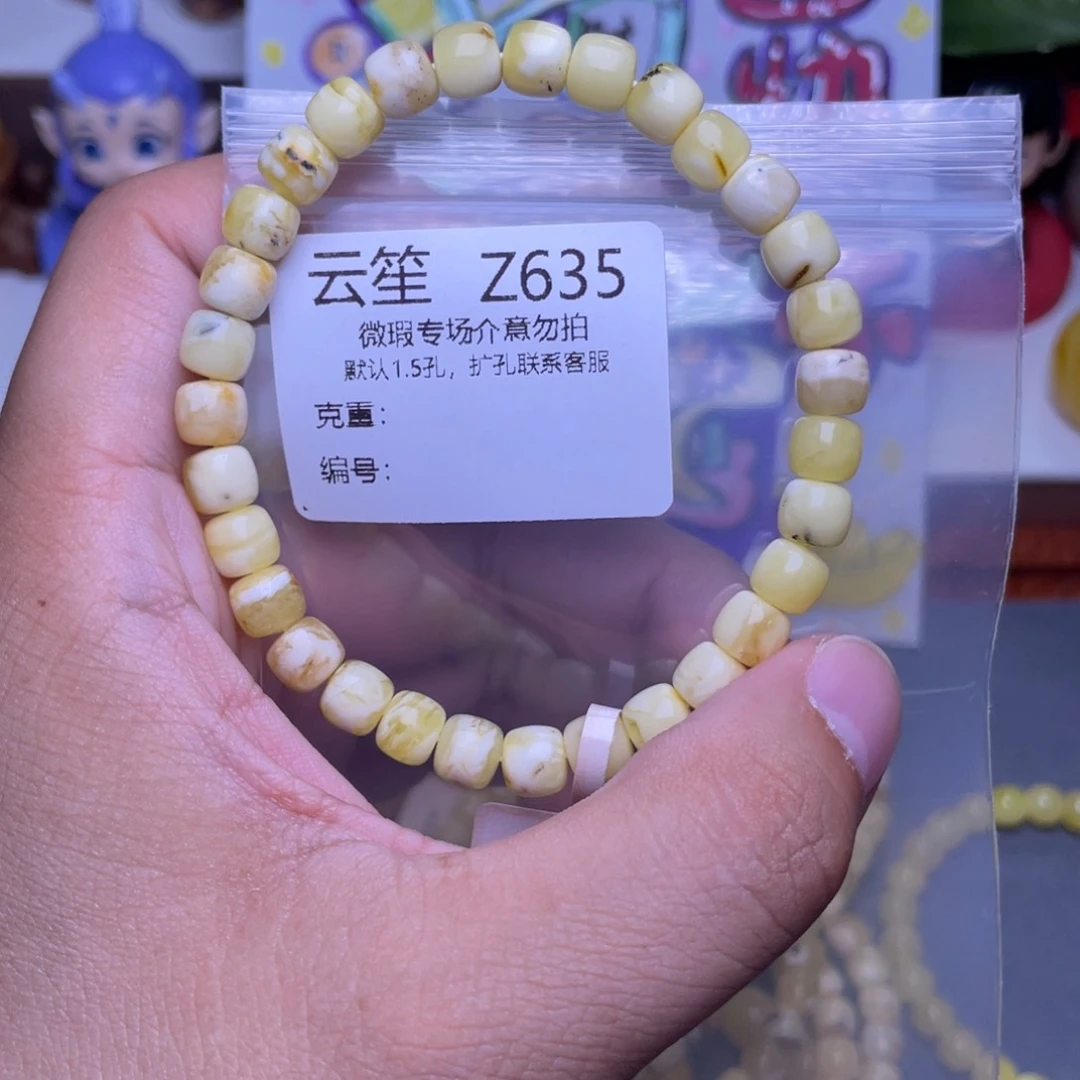 云笙 Z635
微瑕专场介意勿拍
默认1.5孔，扩孔联系客服
克重：
编号：